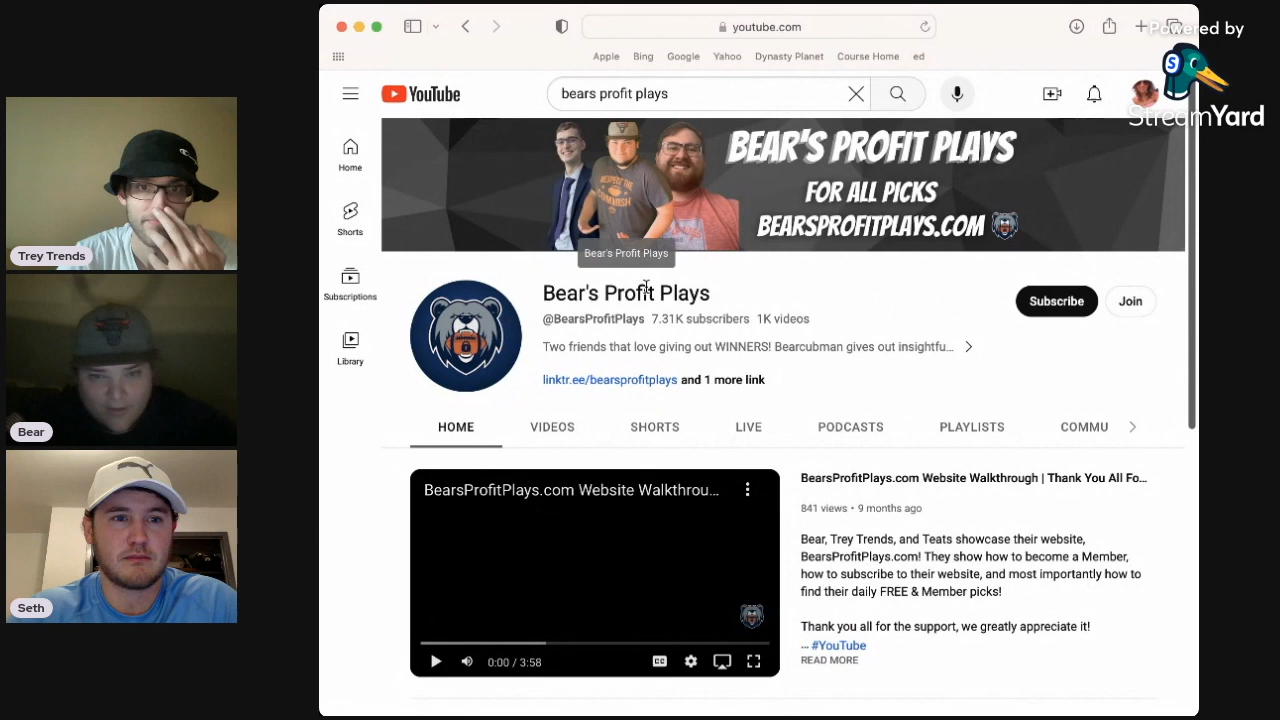 youtube.com
Powered by
Apple Bing Google Yahoo Dynasty Planet Course Home ed
S
StreamYard
YouTube
bears profit plays
Home
Shorts
Subscriptions
Library
BEAR'S PROFIT PLAYS
FOR ALL PICKS
BEARSPROFITPLAYS.COM
Bear's Profit Plays
Bear's Profit Plays
@BearsProfitPlays 7.31K subscribers 1K videos
Two friends that love giving out WINNERS! Bearcubman gives out insightfu...
linktr.ee/bearsprofitplays and 1 more link
Subscribe
Join
HOME VIDEOS SHORTS LIVE PODCASTS PLAYLISTS COMMU
BearsProfitPlays.com Website Walkthrou...
CC
0:00 / 3:58
BearsProfitPlays.com Website Walkthrough | Thank You All Fo...
841 views • 9 months ago
Bear, Trey Trends, and Teats showcase their website,
BearsProfitPlays.com! They show how to become a Member,
how to subscribe to their website, and most importantly how to
find their daily FREE & Member picks!
Thank you all for the support, we greatly appreciate it!
... #YouTube
READ MORE
Trey Trends
Bear
Seth